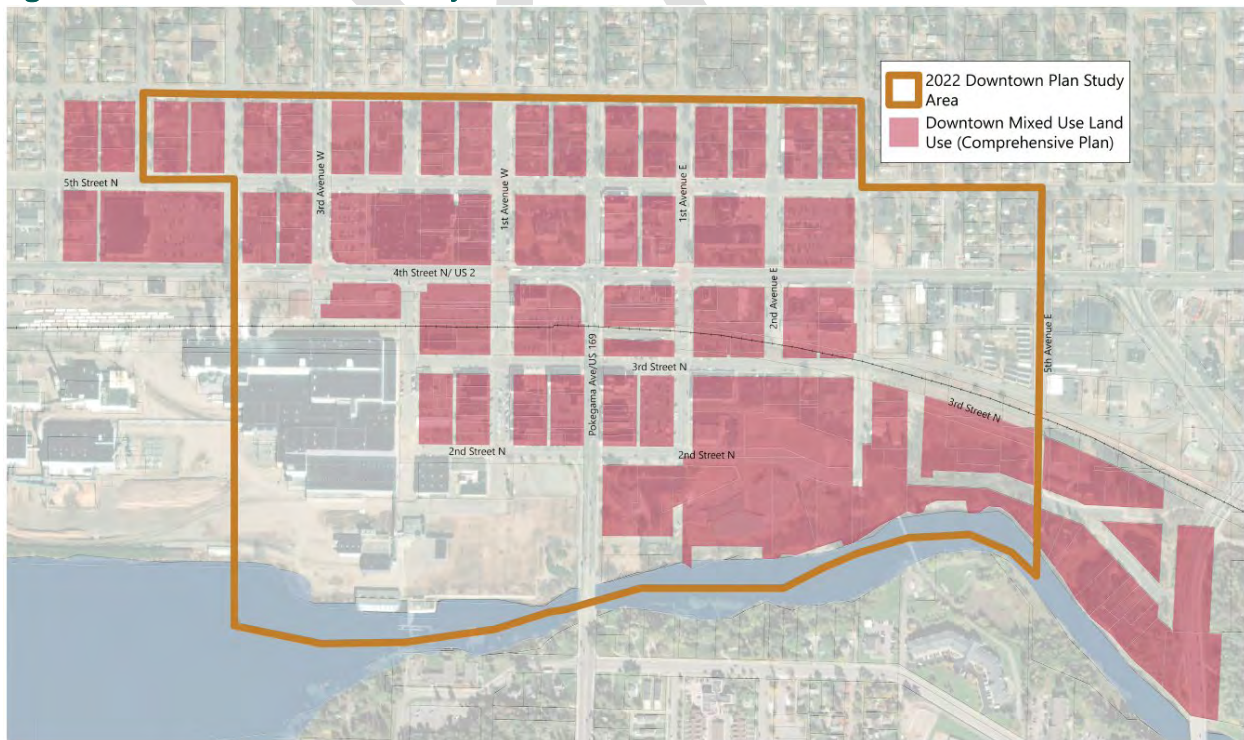 2022 Downtown Plan Study
Area
Downtown Mixed Use Land
Use (Comprehensive Plan)
5th Street N
3rd Avenue W
1st Avenue W
1st Avenue E
4th Street N/ US 2
2nd Avenue E
5th Avenue E
Pokegama Ave/US 169
3rd Street N
3rd Street N
2nd Street N
2nd Street N